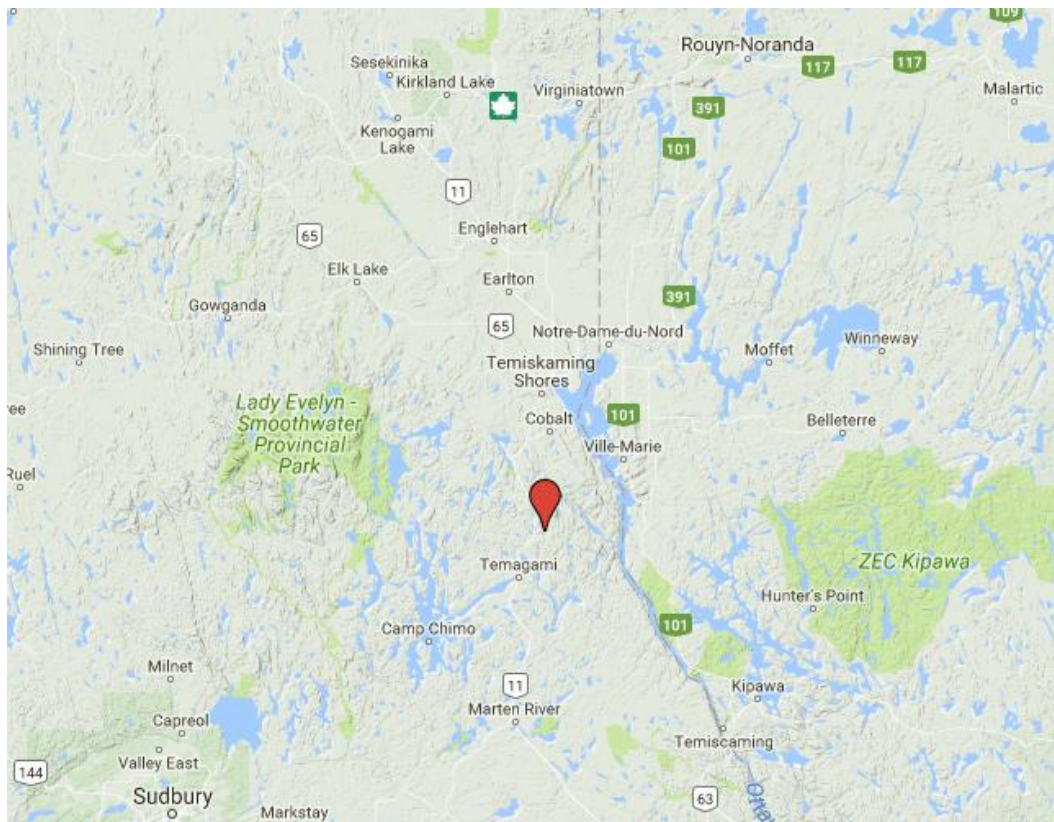 109
Rouyn-Noranda
117
117
Sesekinika
Kirkland Lake
Virginiatown
Malartic
391
Kenogami
Lake
101
11
Englehart
65
Elk Lake
Earlton
391
Gowganda
65
Notre-Dame-du-Nord
Winneway
Shining Tree
Moffet
Temiskaming
Shores
Lady Evelyn -
Smoothwater
Provincial
Park
ee
Cobalt
101
Belleterre
Ville-Marie
Ruel
ZEC Kipawa
Temagami
Hunter's Point
Camp Chimo
101
Milnet
11
Kipawa
Marten River
Capreol
Temiscaming
Valley East
144
Sudbury
63
Markstay
Otta